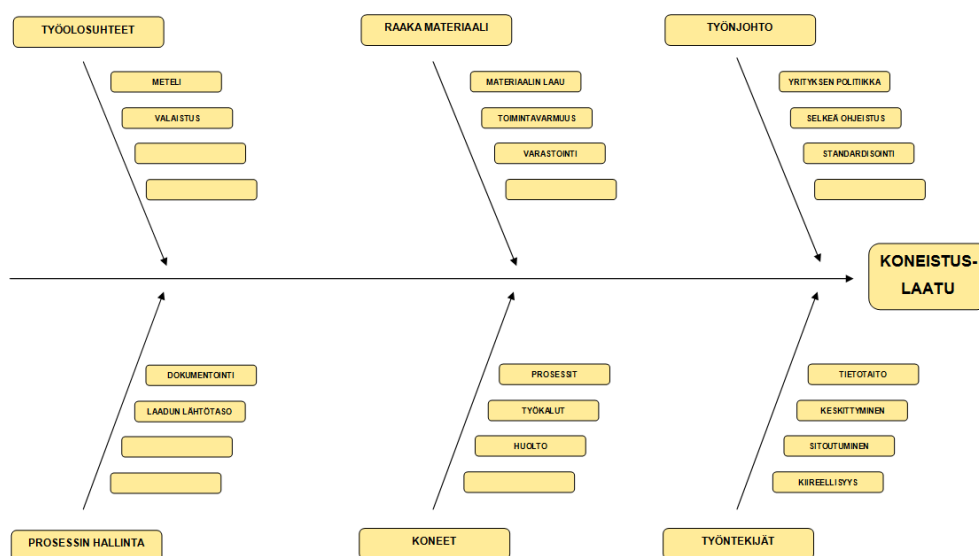 TYÖOLOSUHTEET
RAAKA MATERIAALI
TYÖNJOHTO
METELI
MATERIAALIN LAAU
YRITYKSEN POLITIIKKA
VALAISTUS
TOIMINTAVARMUUS
SELKEÄ OHJEISTUS
VARASTOINTI
STANDARDISOINTI
KONEISTUS-
LAATU
DOKUMENTOINTI
PROSESSIT
TIETOTAITO
LAADUN LÄHTÖTASO
TYÖKALUT
KESKITTYMINEN
HUOLTO
SITOUTUMINEN
KIIREELLISYYS
PROSESSIN HALLINTA
KONEET
TYÖNTEKIJÄT